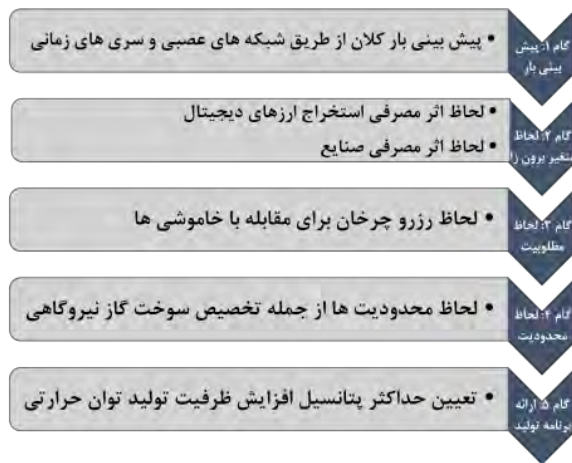 گام ۱: پیش
بینی بار
• پیش بینی بار کلان از طریق شبکه های عصبی و سری های زمانی
گام ۲: لحاظ
متغیر برون زا
• لحاظ اثر مصرفی استخراج ارزهای دیجیتال
• لحاظ اثر مصرفی صنایع
گام ۳: لحاظ
مطلوبیت
• لحاظ رزرو چرخان برای مقابله با خاموشی ها
گام ۴: لحاظ
محدودیت
• لحاظ محدودیت ها از جمله تخصیص سوخت گاز نیروگاهی
گام ۵: ارائه
برنامه تولید
• تعیین حداکثر پتانسیل افزایش ظرفیت تولید توان حرارتی